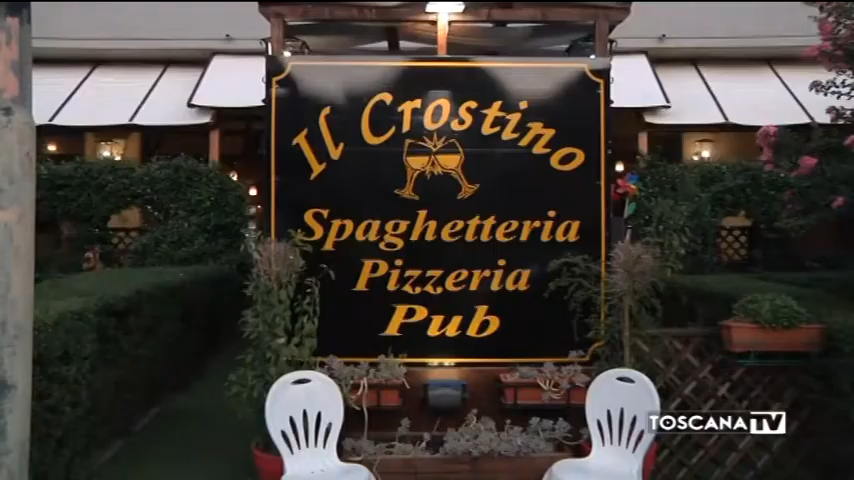 Il Crostino
Spaghetteria
Pizzeria
Pub
TOSCANA TV